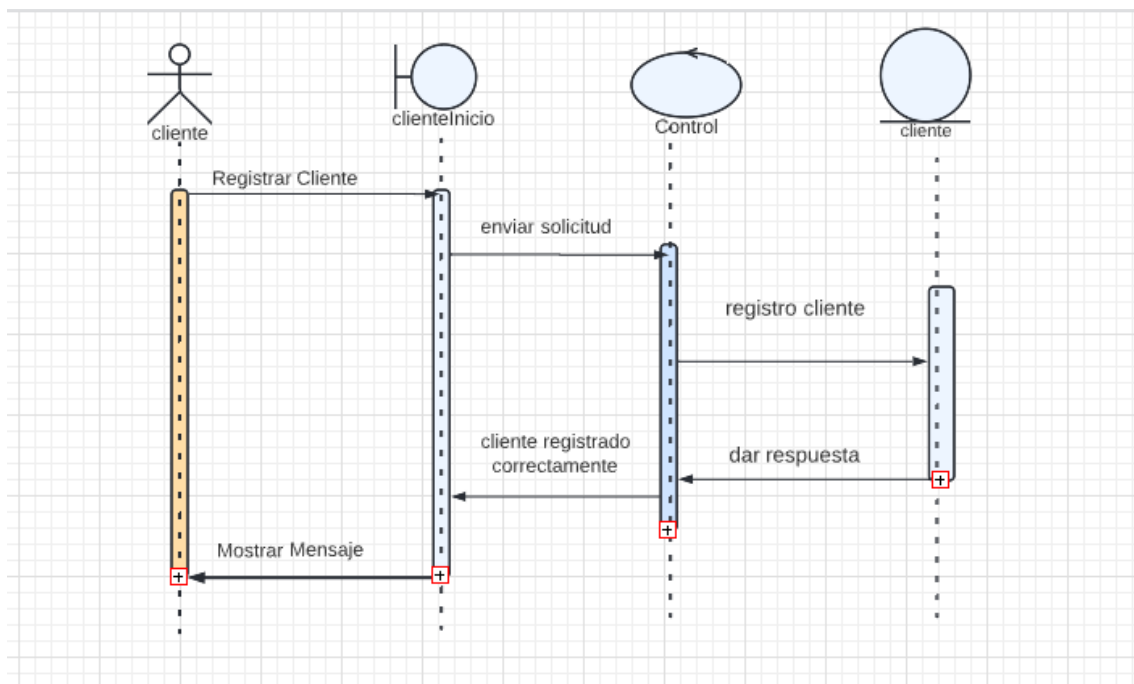 cliente
clienteInicio
Control
cliente
Registrar Cliente
enviar solicitud
registro cliente
cliente registrado
correctamente
dar respuesta
Mostrar Mensaje